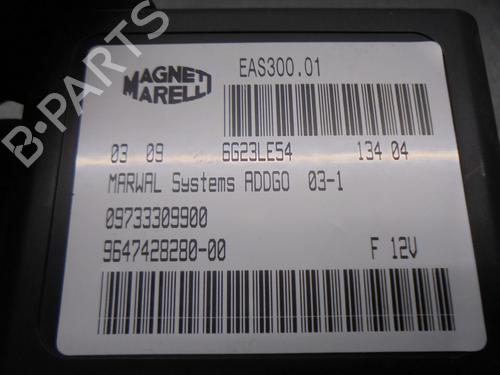 B-PARTS
MAGNETI MARELLI
EAS300.01
03 09 6G23LE54 134 04
MARWAL Systems ADDGO 03-1
09733309900
9647428280-00 F 12V